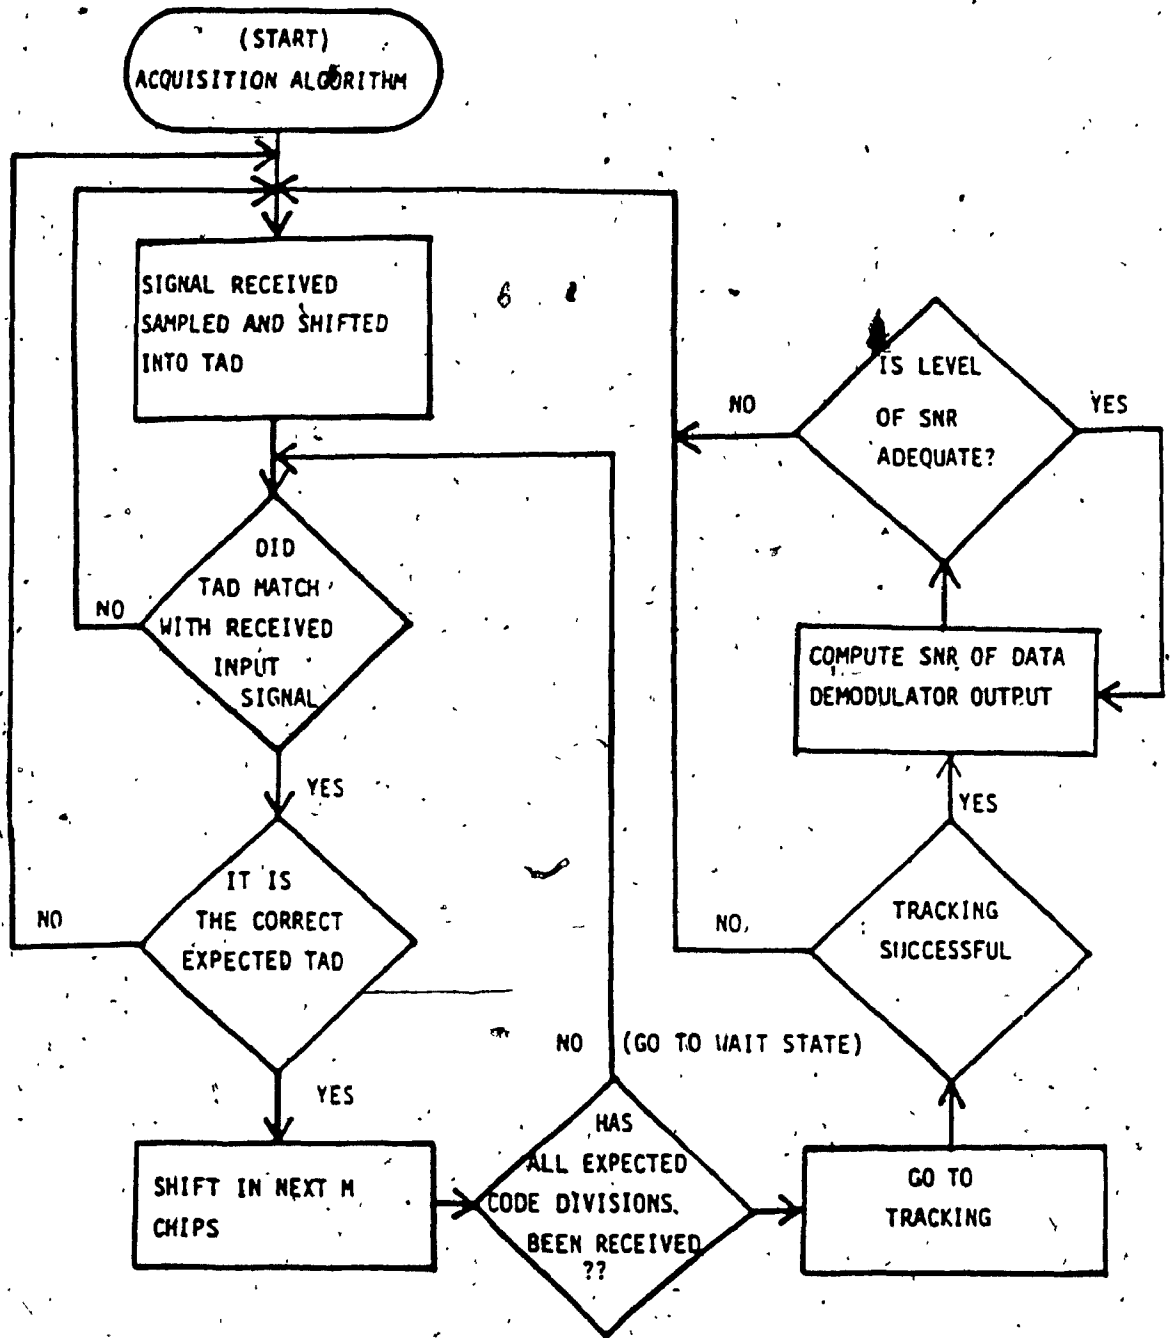 (START)
ACQUISITION ALGORITHM
SIGNAL RECEIVED
SAMPLED AND SHIFTED
INTO TAD
DID
TAD MATCH
WITH RECEIVED
INPUT
SIGNAL
NO
YES
IT IS
THE CORRECT
EXPECTED TAD
NO
YES
SHIFT IN NEXT M
CHIPS
HAS
ALL EXPECTED
CODE DIVISIONS.
BEEN RECEIVED
??
NO (GO TO WAIT STATE)
GO TO
TRACKING
TRACKING
SUCCESSFUL
NO
YES
COMPUTE SNR OF DATA
DEMODULATOR OUTPUT
IS LEVEL
OF SNR
ADEQUATE?
NO
YES